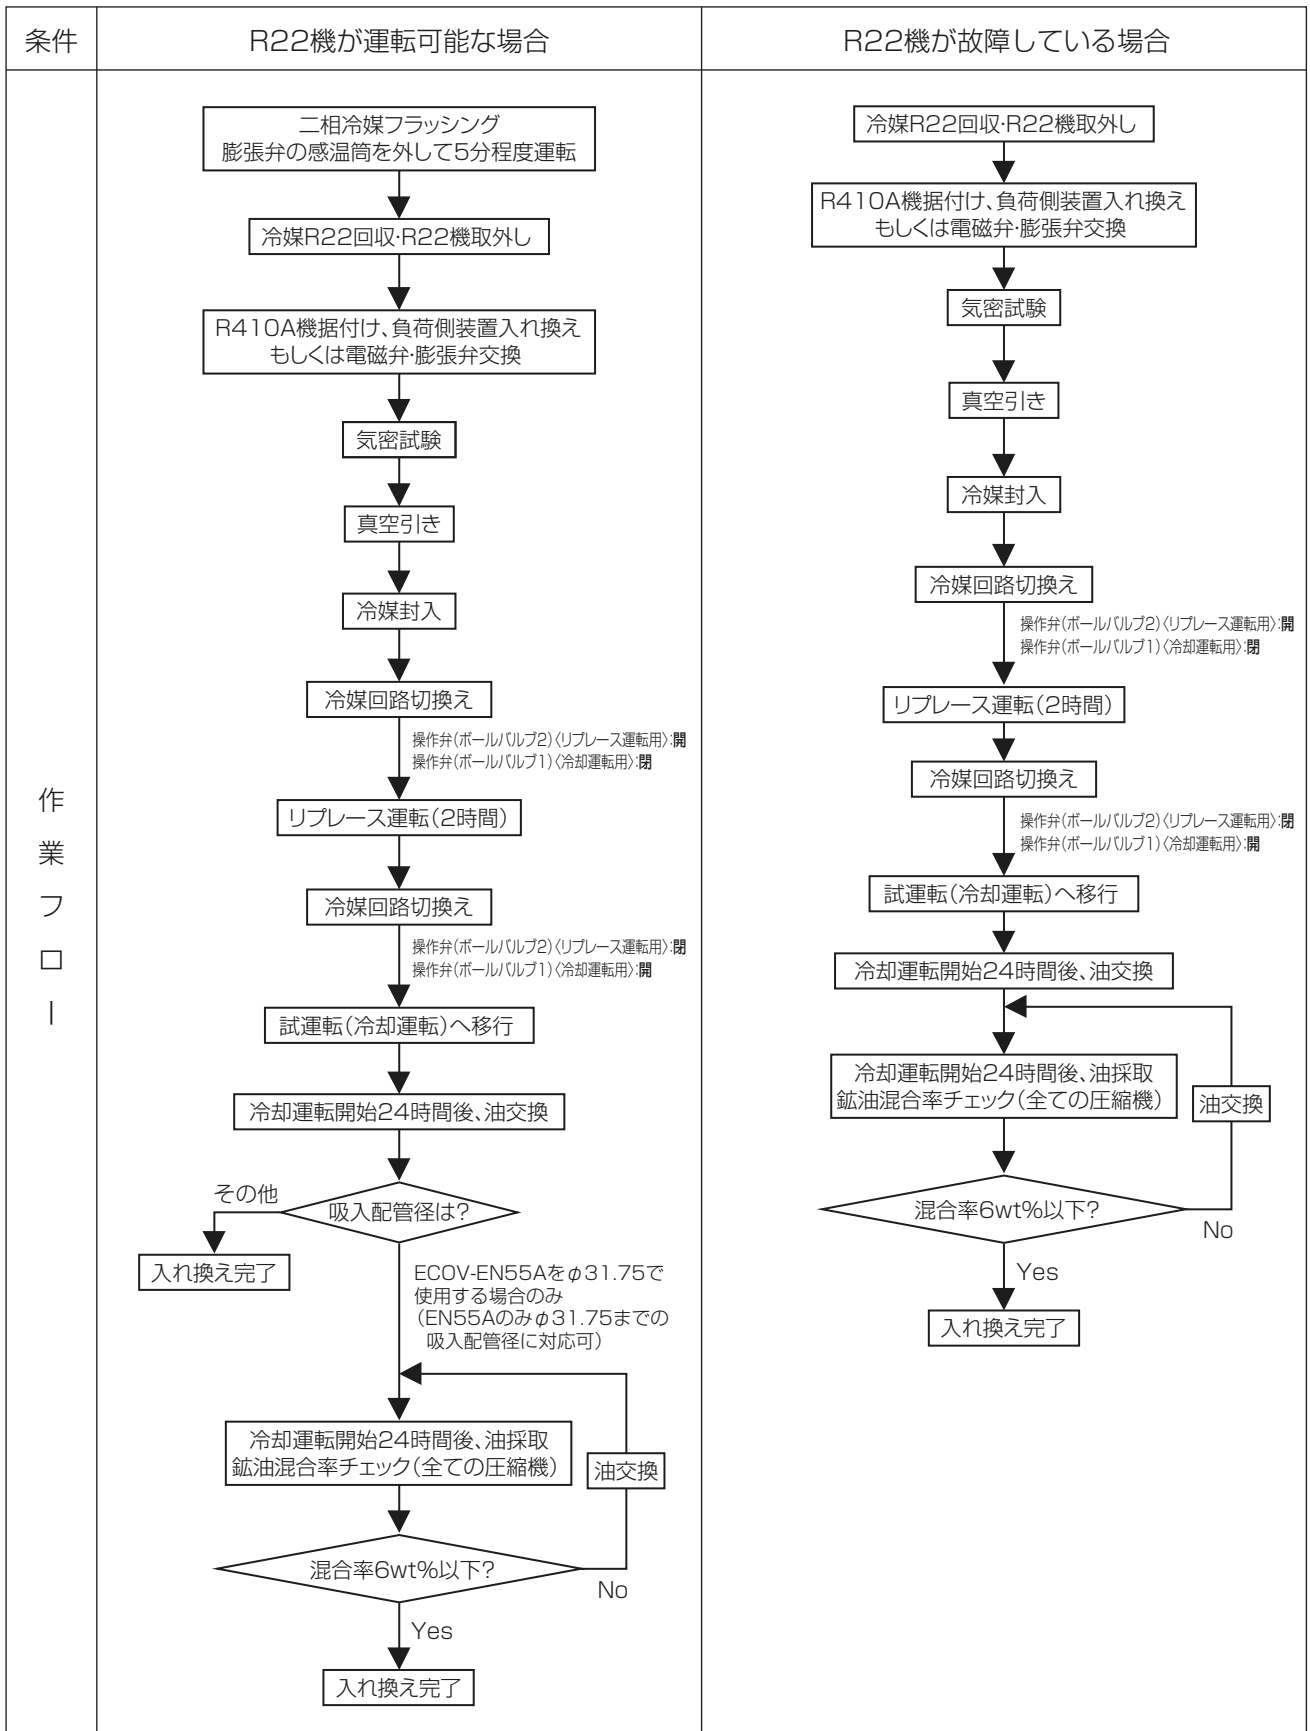 条件
R22機が運転可能な場合
R22機が故障している場合
作業フロー
二相冷媒フラッシング
膨張弁の感温筒を外して5分程度運転
冷媒R22回収・R22機取外し
R410A機据付け、負荷側装置入れ換え
もしくは電磁弁・膨張弁交換
気密試験
真空引き
冷媒封入
冷媒回路切換え
操作弁(ボールバルブ2)〈リプレース運転用〉:開
操作弁(ボールバルブ1)〈冷却運転用〉:閉
リプレース運転(2時間)
冷媒回路切換え
操作弁(ボールバルブ2)〈リプレース運転用〉:閉
操作弁(ボールバルブ1)〈冷却運転用〉:開
試運転(冷却運転)へ移行
冷却運転開始24時間後、油交換
吸入配管径は?
その他
入れ換え完了
ECOV-EN55Aをφ31.75で
使用する場合のみ
(EN55Aのみφ31.75までの
吸入配管径に対応可)
冷却運転開始24時間後、油採取
鉱油混合率チェック(全ての圧縮機)
油交換
混合率6wt%以下?
No
Yes
入れ換え完了
冷媒R22回収・R22機取外し
R410A機据付け、負荷側装置入れ換え
もしくは電磁弁・膨張弁交換
気密試験
真空引き
冷媒封入
冷媒回路切換え
操作弁(ボールバルブ2)〈リプレース運転用〉:開
操作弁(ボールバルブ1)〈冷却運転用〉:閉
リプレース運転(2時間)
冷媒回路切換え
操作弁(ボールバルブ2)〈リプレース運転用〉:閉
操作弁(ボールバルブ1)〈冷却運転用〉:開
試運転(冷却運転)へ移行
冷却運転開始24時間後、油交換
冷却運転開始24時間後、油採取
鉱油混合率チェック(全ての圧縮機)
油交換
混合率6wt%以下?
No
Yes
入れ換え完了